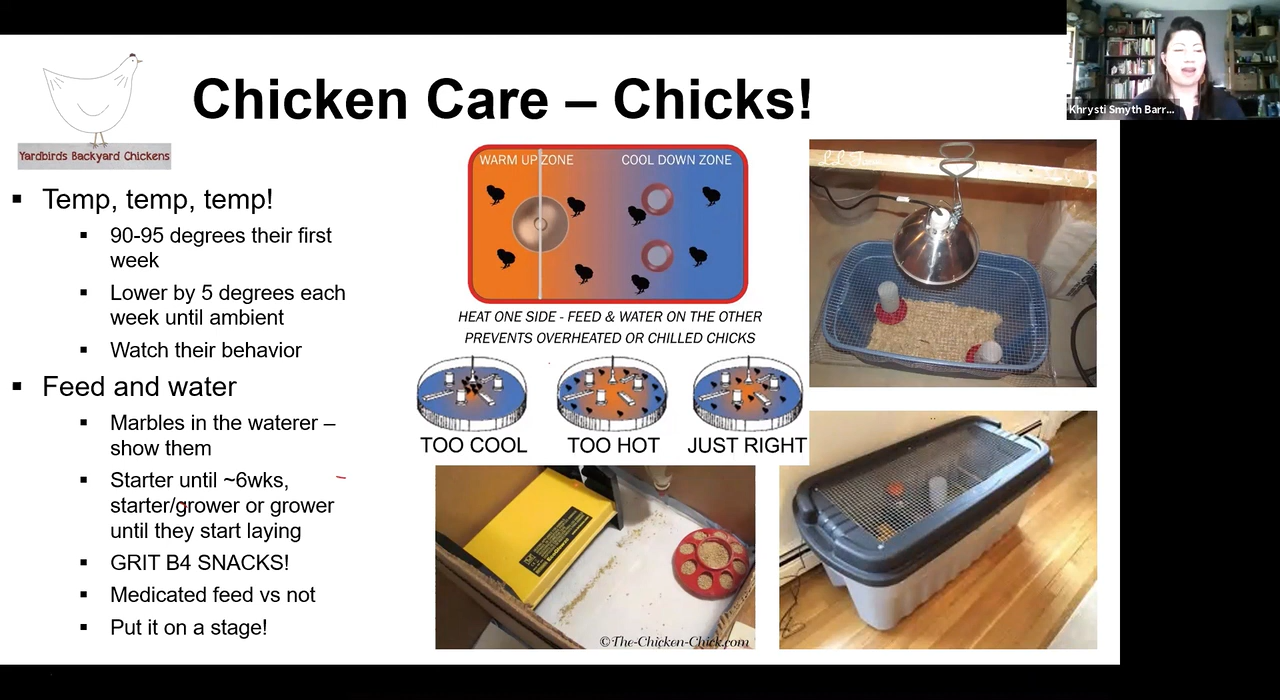 Khrysti Smyth Barr...
Chicken Care – Chicks!
Yardbirds Backyard Chickens
Temp, temp, temp!
90-95 degrees their first
week
Lower by 5 degrees each
week until ambient
Watch their behavior
Feed and water
Marbles in the waterer –
show them
Starter until ~6wks,
starter/grower or grower
until they start laying
GRIT B4 SNACKS!
Medicated feed vs not
Put it on a stage!
WARM UP ZONE
COOL DOWN ZONE
HEAT ONE SIDE - FEED & WATER ON THE OTHER
PREVENTS OVERHEATED OR CHILLED CHICKS
TOO COOL
TOO HOT
JUST RIGHT
©The-Chicken-Chick.com